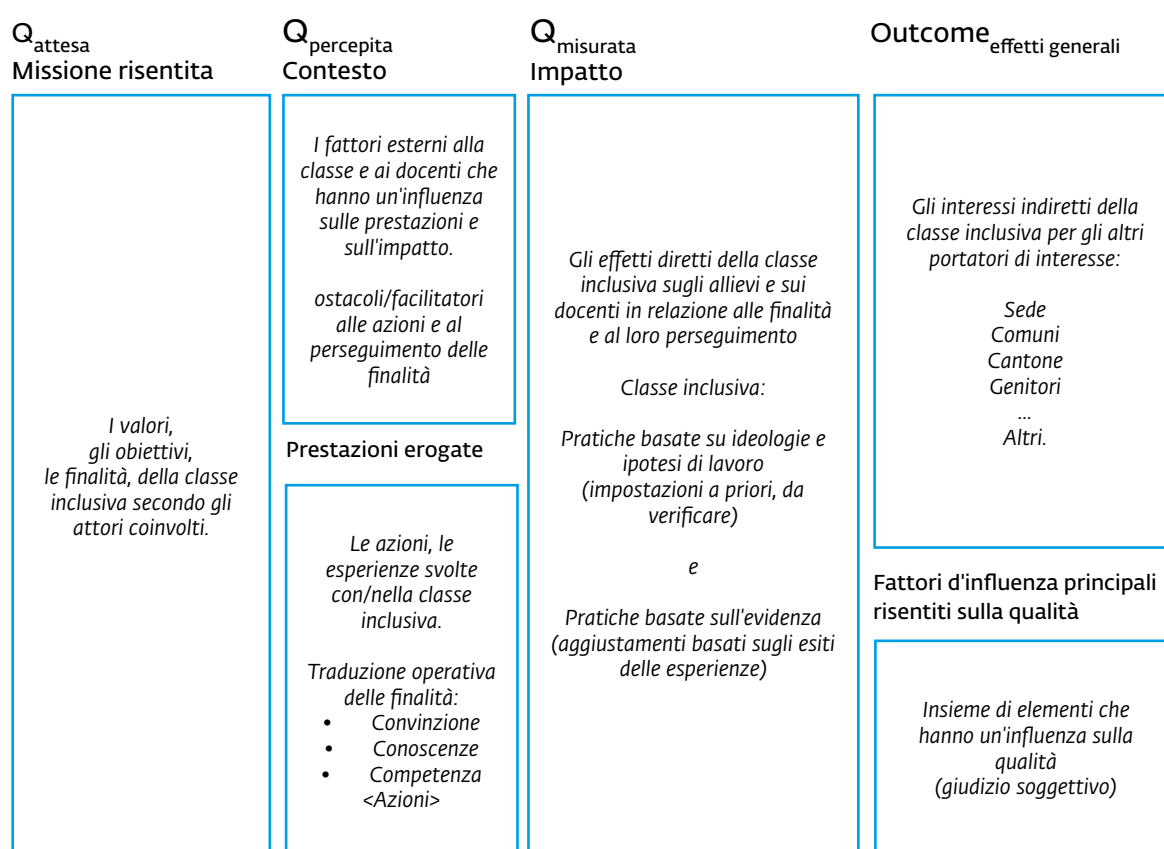 Qattesa
Missione risentita
I valori,
gli obiettivi,
le finalità, della classe
inclusiva secondo gli
attori coinvolti.
Qpercepita
Contesto
I fattori esterni alla
classe e ai docenti che
hanno un'influenza
sulle prestazioni e
sull'impatto.
ostacoli/facilitatori
alle azioni e al
perseguimento delle
finalità
Prestazioni erogate
Le azioni, le
esperienze svolte
con/nella classe
inclusiva.
Traduzione operativa
delle finalità:
• Convinzione
• Conoscenze
• Competenza
<Azioni>
Qmisurata
Impatto
Gli effetti diretti della classe
inclusiva sugli allievi e sui
docenti in relazione alle finalità
e al loro perseguimento
Classe inclusiva:
Pratiche basate su ideologie e
ipotesi di lavoro
(impostazioni a priori, da
verificare)
e
Pratiche basate sull'evidenza
(aggiustamenti basati sugli esiti
delle esperienze)
Outcomeeffetti generali
Gli interessi indiretti della
classe inclusiva per gli altri
portatori di interesse:
Sede
Comuni
Cantone
Genitori
...
Altri.
Fattori d'influenza principali
risentiti sulla qualità
Insieme di elementi che
hanno un'influenza sulla
qualità
(giudizio soggettivo)